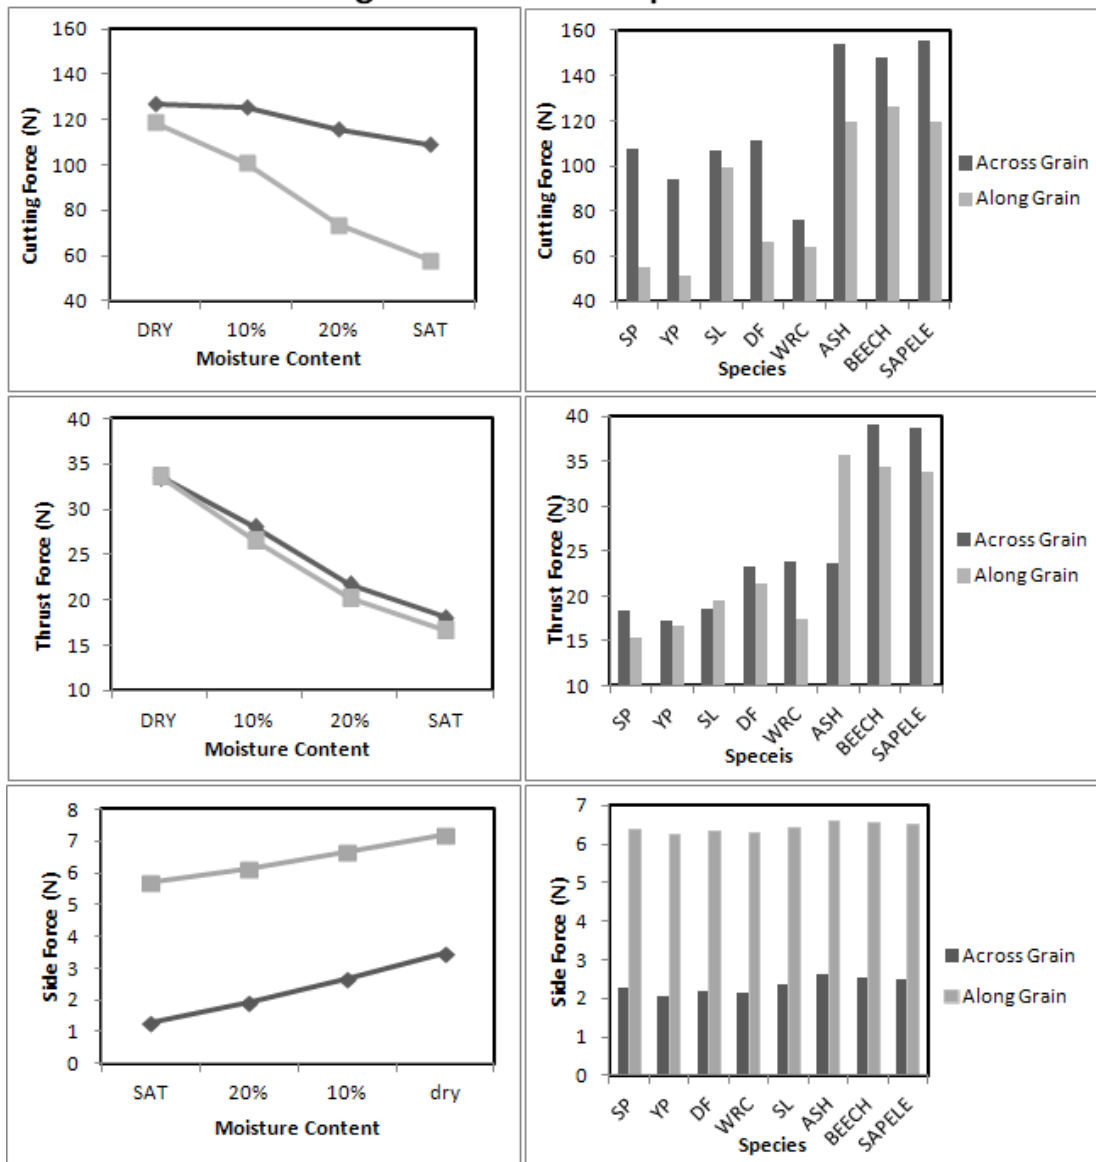 160
140
120
100
80
60
40
Cutting Force (N)
DRY 10% 20% SAT
Moisture Content
160
140
120
100
80
60
40
Cutting Force (N)
SP YP SL DF WRC ASH BEECH SAPELE
Species
Across Grain
Along Grain
40
35
30
25
20
15
10
Thrust Force (N)
DRY 10% 20% SAT
Moisture Content
40
35
30
25
20
15
10
Thrust Force (N)
SP YP SL DF WRC ASH BEECH SAPELE
Speceis
Across Grain
Along Grain
8
7
6
5
4
3
2
1
0
Side Force (N)
SAT 20% 10% dry
Moisture Content
7
6
5
4
3
2
1
0
Side Force (N)
SP YP DF WRC SL ASH BEECH SAPELE
Species
Across Grain
Along Grain